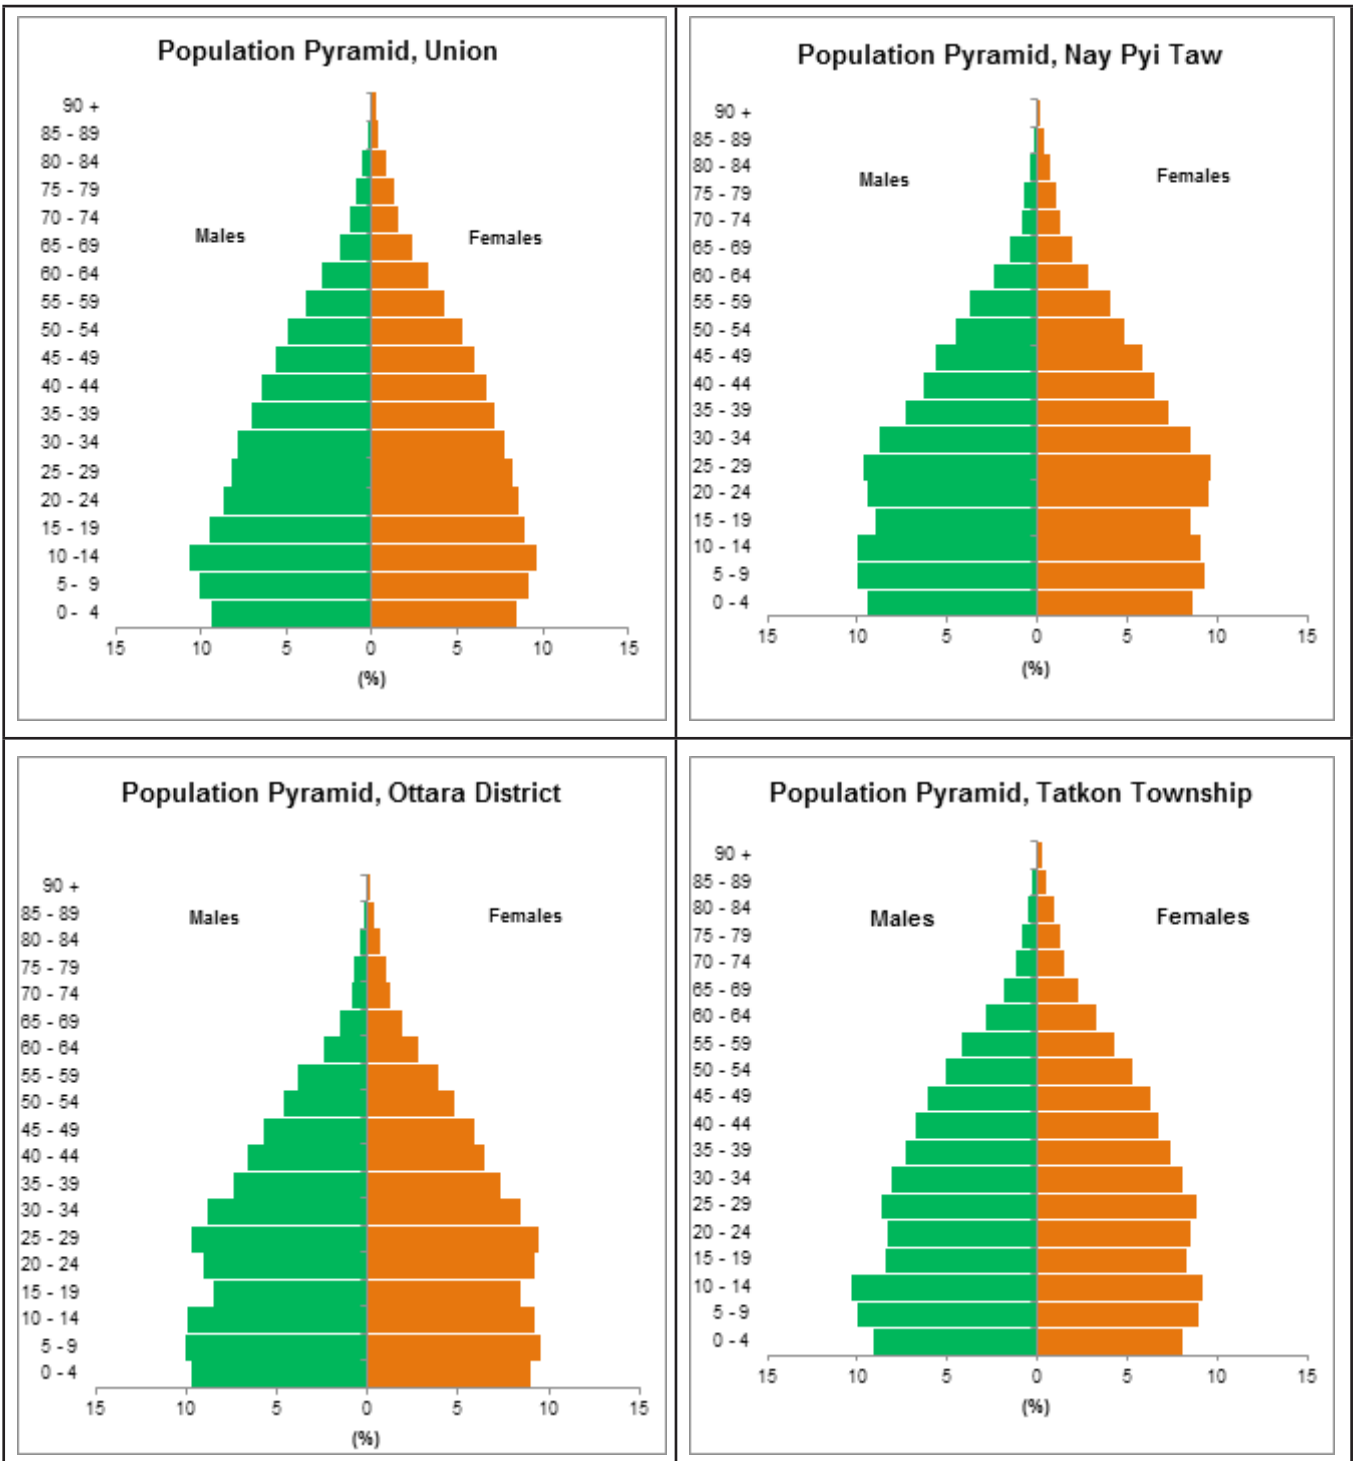 Population Pyramid, Union
90 +
85 - 89
80 - 84
75 - 79
70 - 74
65 - 69
60 - 64
55 - 59
50 - 54
45 - 49
40 - 44
35 - 39
30 - 34
25 - 29
20 - 24
15 - 19
10 -14
5 - 9
0 - 4
Males
Females
15 10 5 0 5 10 15
(%)
Population Pyramid, Nay Pyi Taw
90 +
85 - 89
80 - 84
75 - 79
70 - 74
65 - 69
60 - 64
55 - 59
50 - 54
45 - 49
40 - 44
35 - 39
30 - 34
25 - 29
20 - 24
15 - 19
10 - 14
5 - 9
0 - 4
Males
Females
15 10 5 0 5 10 15
(%)
Population Pyramid, Ottara District
90 +
85 - 89
80 - 84
75 - 79
70 - 74
65 - 69
60 - 64
55 - 59
50 - 54
45 - 49
40 - 44
35 - 39
30 - 34
25 - 29
20 - 24
15 - 19
10 - 14
5 - 9
0 - 4
Males
Females
15 10 5 0 5 10 15
(%)
Population Pyramid, Tatkon Township
90 +
85 - 89
80 - 84
75 - 79
70 - 74
65 - 69
60 - 64
55 - 59
50 - 54
45 - 49
40 - 44
35 - 39
30 - 34
25 - 29
20 - 24
15 - 19
10 - 14
5 - 9
0 - 4
Males
Females
15 10 5 0 5 10 15
(%)